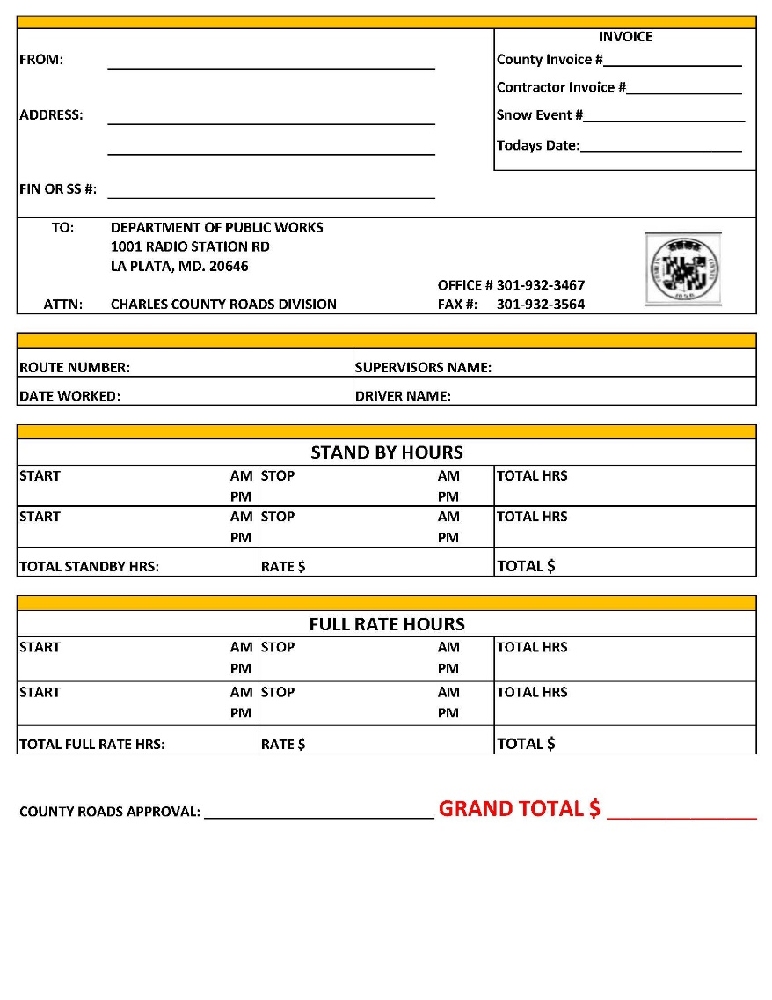 INVOICE
FROM: County Invoice #
Contractor Invoice #
ADDRESS: Snow Event #
Todays Date:
FIN OR SS #:
TO: DEPARTMENT OF PUBLIC WORKS
1001 RADIO STATION RD
LA PLATA, MD. 20646
OFFICE # 301-932-3467
ATTN: CHARLES COUNTY ROADS DIVISION FAX #: 301-932-3564
ROUTE NUMBER: SUPERVISORS NAME:
DATE WORKED: DRIVER NAME:
STAND BY HOURS
START AM STOP AM TOTAL HRS
PM PM
START AM STOP AM TOTAL HRS
PM PM
TOTAL STANDBY HRS: RATE $ TOTAL $
FULL RATE HOURS
START AM STOP AM TOTAL HRS
PM PM
START AM STOP AM TOTAL HRS
PM PM
TOTAL FULL RATE HRS: RATE $ TOTAL $
COUNTY ROADS APPROVAL: GRAND TOTAL $